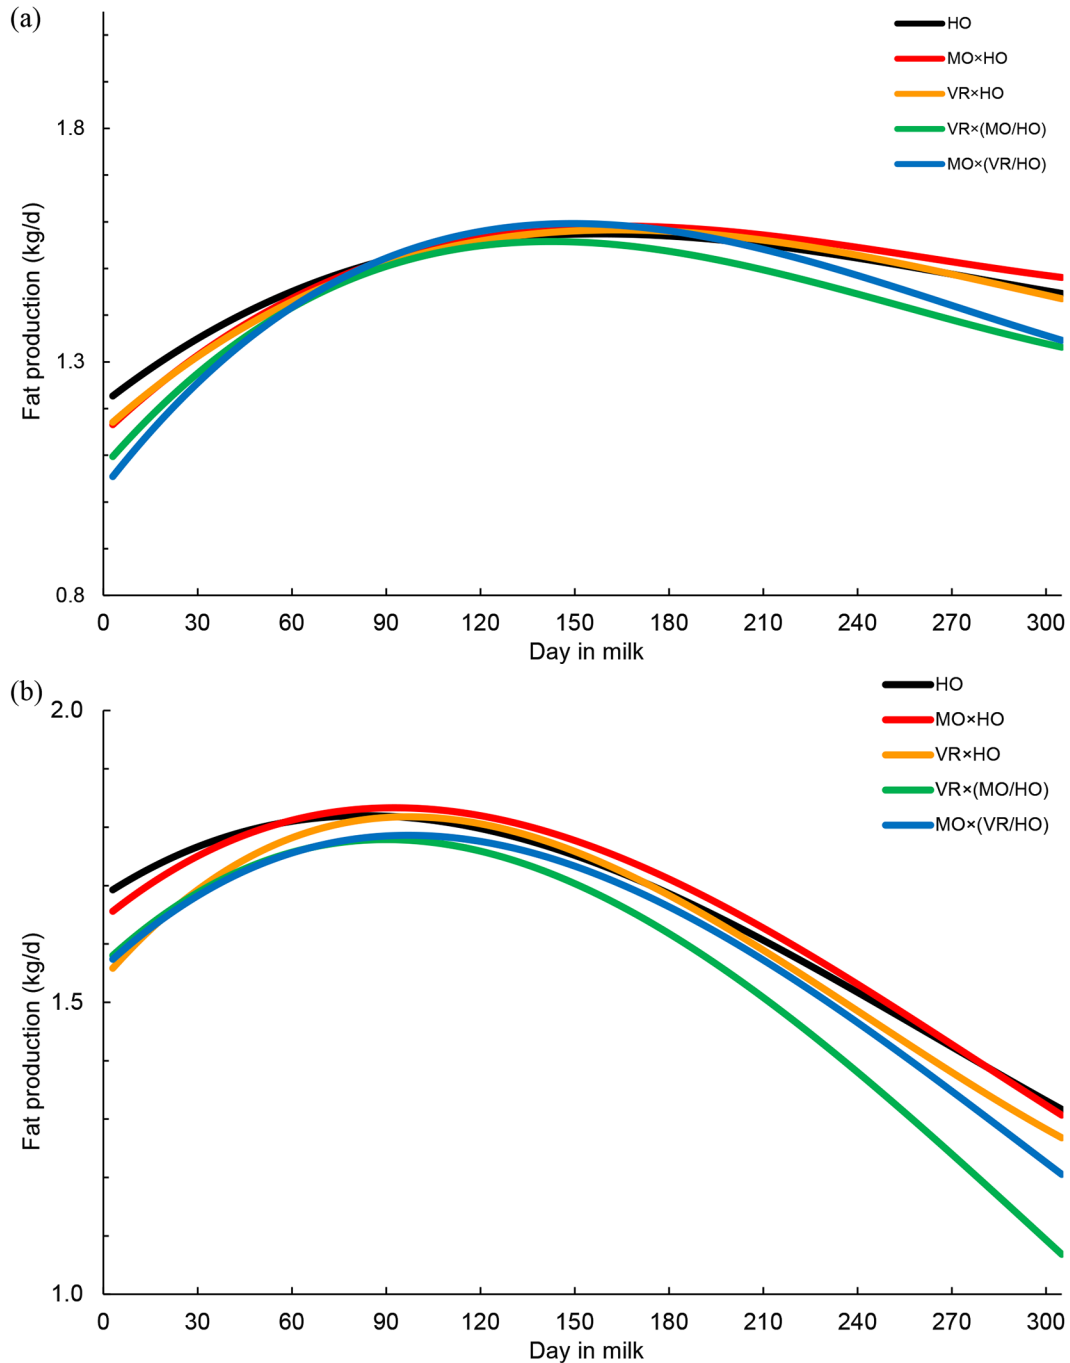 (a)
HO
MO×HO
VR×HO
VR×(MO/HO)
MO×(VR/HO)
1.8
1.3
0.8
Fat production (kg/d)
0 30 60 90 120 150 180 210 240 270 300
Day in milk
(b)
HO
MO×HO
VR×HO
VR×(MO/HO)
MO×(VR/HO)
2.0
1.5
1.0
Fat production (kg/d)
0 30 60 90 120 150 180 210 240 270 300
Day in milk